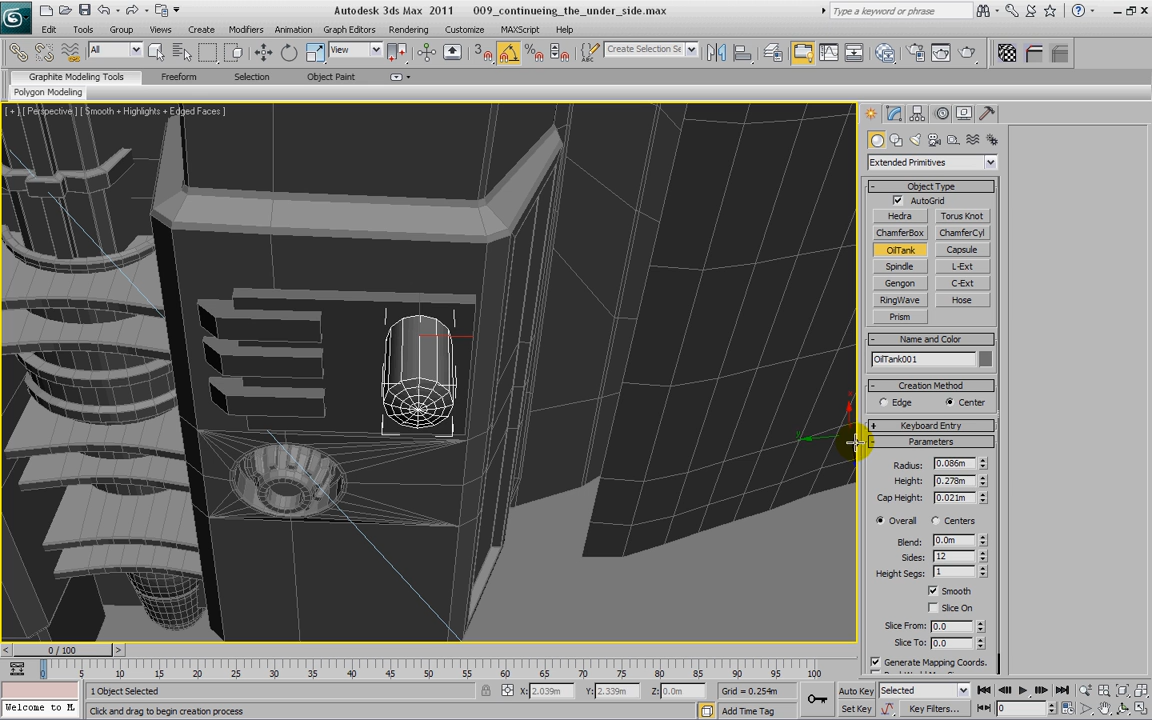 Autodesk 3ds Max 2011 009_continueing_the_under_side.max
Type a keyword or phrase
Edit Tools Group Views Create Modifiers Animation Graph Editors Rendering Customize MAXScript Help
All View Create Selection Se
Graphite Modeling Tools Freeform Selection Object Paint
Polygon Modeling
[ + ] [ Perspective ] [ Smooth + Highlights + Edged Faces ]
Extended Primitives
Object Type
AutoGrid
Hedra Torus Knot
ChamferBox ChamferCyl
OilTank Capsule
Spindle L-Ext
Gengon C-Ext
RingWave Hose
Prism
Name and Color
OilTank001
Creation Method
Edge Center
Keyboard Entry
Parameters
Radius: 0.086m
Height: 0.278m
Cap Height: 0.021m
Overall Centers
Blend: 0.0m
Sides: 12
Height Segs: 1
Smooth
Slice On
Slice From: 0.0
Slice To: 0.0
Generate Mapping Coords.
0 / 100
0 5 10 15 20 25 30 35 40 45 50 55 60 65 70 75 80 85 90 95 100
1 Object Selected X: 2.039m Y: 2.339m Z: 0.0m Grid = 0.254m Auto Key Selected
Welcome to M Click and drag to begin creation process Add Time Tag Set Key Key Filters... 0